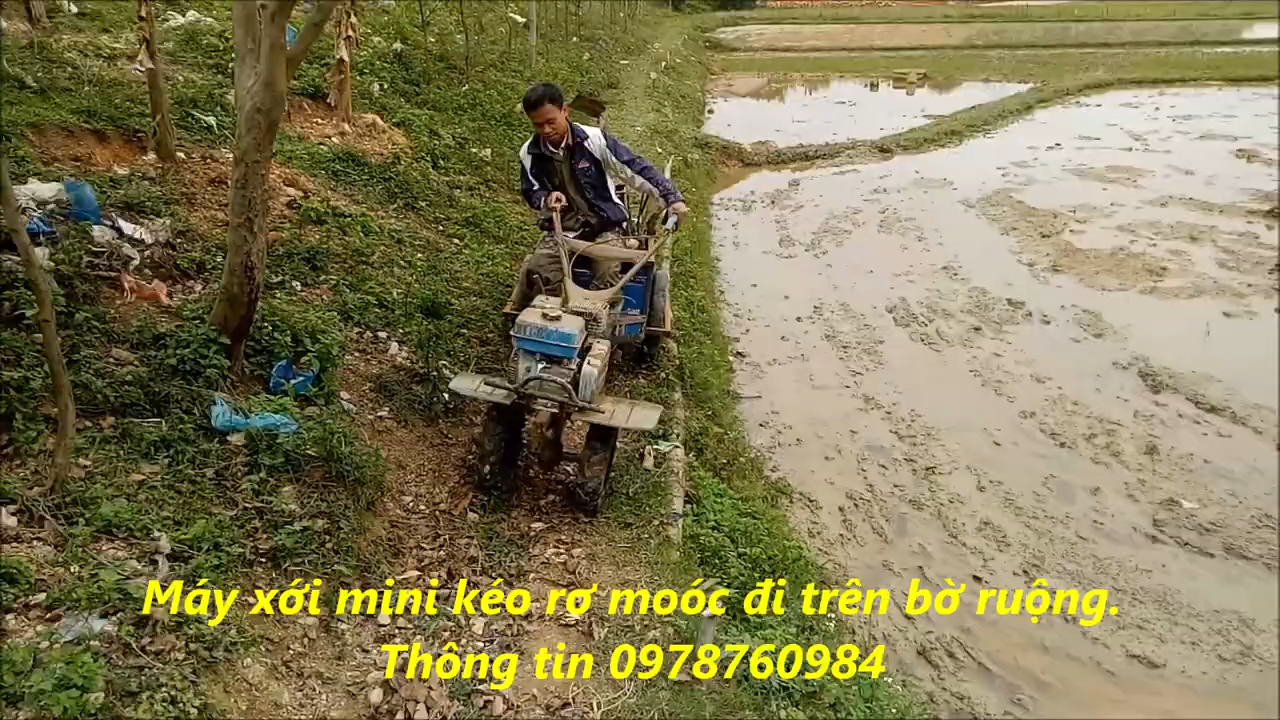 Máy xới mini kéo rơ moóc đi trên bờ ruộng.
Thông tin 0978760984